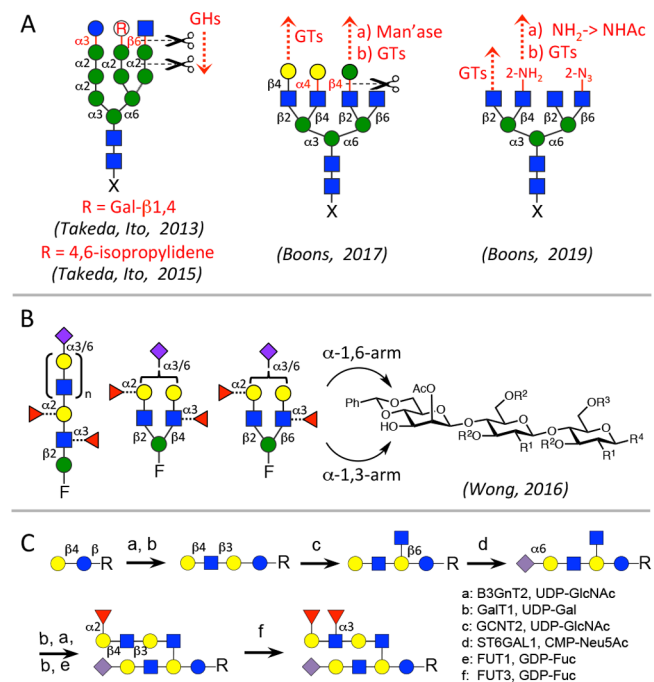 A
GHs
α3
R
β6
α2
α2
α2
α2
α2
α3
α6
X
R = Gal-β1,4
(Takeda, Ito, 2013)
R = 4,6-isopropylidene
(Takeda, Ito, 2015)
GTs
a) Man'ase
b) GTs
β4
α4
β4
β2
β4
β2
β6
α3
α6
X
(Boons, 2017)
a) NH₂-> NHAc
b) GTs
GTs
2-NH₂
2-N₃
β2
β4
β2
β6
α3
α6
X
(Boons, 2019)
B
α3/6
n
α2
α3
β2
F
α3/6
α2
α3
β2
β4
F
α3/6
α2
α3
β2
β6
F
α-1,6-arm
α-1,3-arm
Ph
O
O
HO
AcO
O
O
OR²
O
R²O
R¹
O
OR³
O
R²O
R¹
R⁴
(Wong, 2016)
C
β4
β
R
a, b
β4
β3
R
c
β6
R
d
α6
R
b, a,
b, e
α2
β4
β3
R
f
α3
R
a: B3GnT2, UDP-GlcNAc
b: GalT1, UDP-Gal
c: GCNT2, UDP-GlcNAc
d: ST6GAL1, CMP-Neu5Ac
e: FUT1, GDP-Fuc
f: FUT3, GDP-Fuc